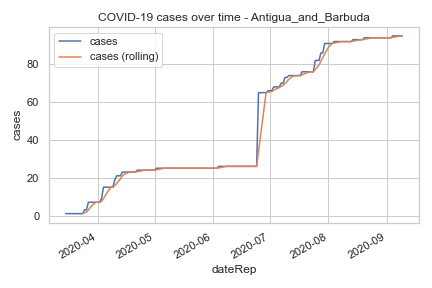 COVID-19 cases over time - Antigua_and_Barbuda
cases
cases (rolling)
80
60
40
20
0
cases
2020-04
2020-05
2020-06
2020-07
2020-08
2020-09
dateRep